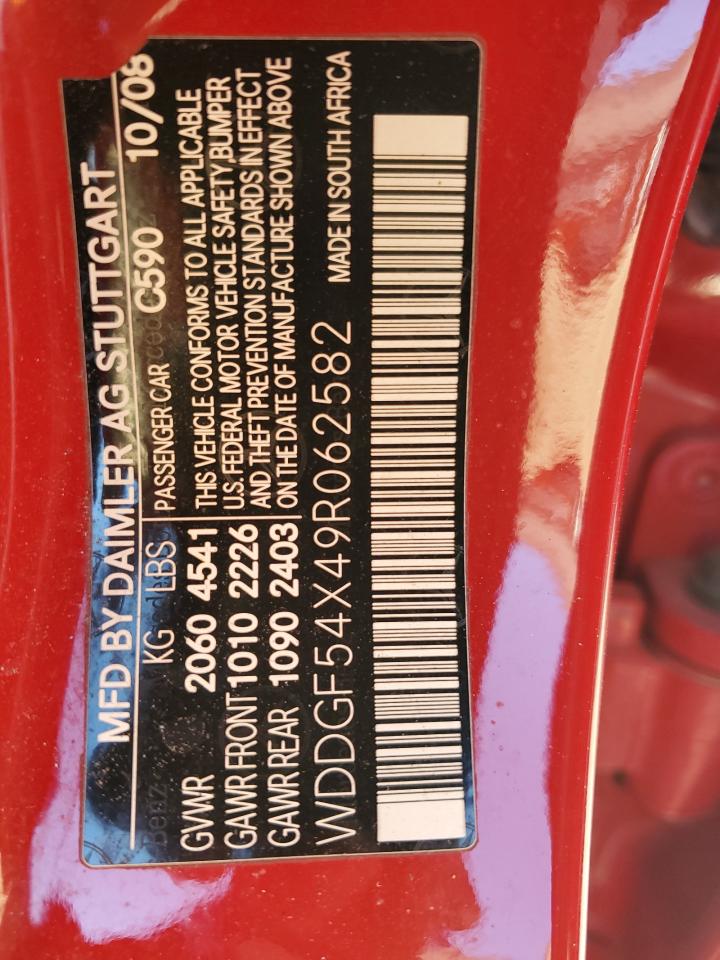 MFD BY DAIMLER AG STUTTGART 10/08
KG LBS PASSENGER CAR C590
GVWR 2060 4541 THIS VEHICLE CONFORMS TO ALL APPLICABLE
GAWR FRONT 1010 2226 U.S. FEDERAL MOTOR VEHICLE SAFETY, BUMPER
GAWR REAR 1090 2403 AND THEFT PREVENTION STANDARDS IN EFFECT
ON THE DATE OF MANUFACTURE SHOWN ABOVE
WDDGF54X49R062582 MADE IN SOUTH AFRICA